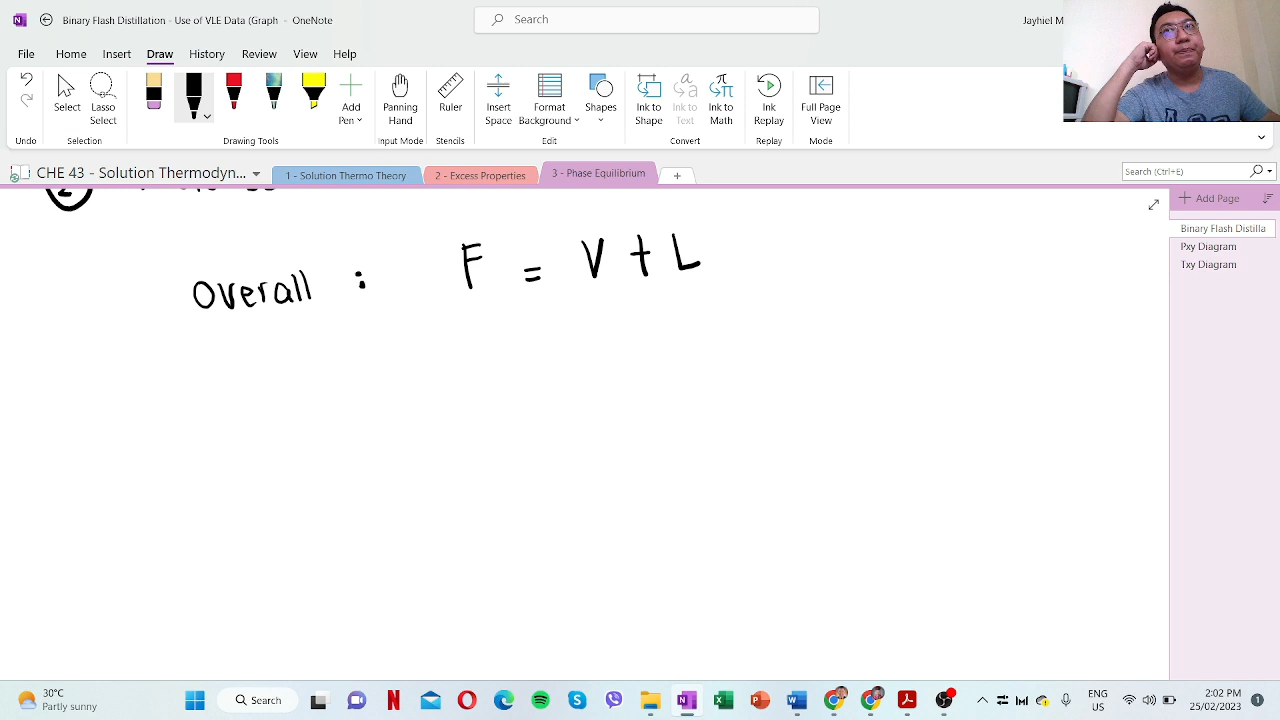 Binary Flash Distillation - Use of VLE Data (Graph - OneNote
Search
Jayhiel M
File Home Insert Draw History Review View Help
Undo
Select
Lasso Select
Add Pen
Panning Hand
Ruler
Insert Space
Format Background
Shapes
Ink to Shape
Ink to Text
Ink to Math
Ink Replay
Full Page View
Undo Selection Drawing Tools Input Mode Stencils Edit Convert Replay Mode
CHE 43 - Solution Thermodyn... 1 - Solution Thermo Theory 2 - Excess Properties 3 - Phase Equilibrium + Search (Ctrl+E)
Add Page
Binary Flash Distilla
Pxy Diagram
Txy Diagram
2
overall : F = V + L
30°C
Partly sunny
Search
ENG
US
2:02 PM
25/02/2023
1